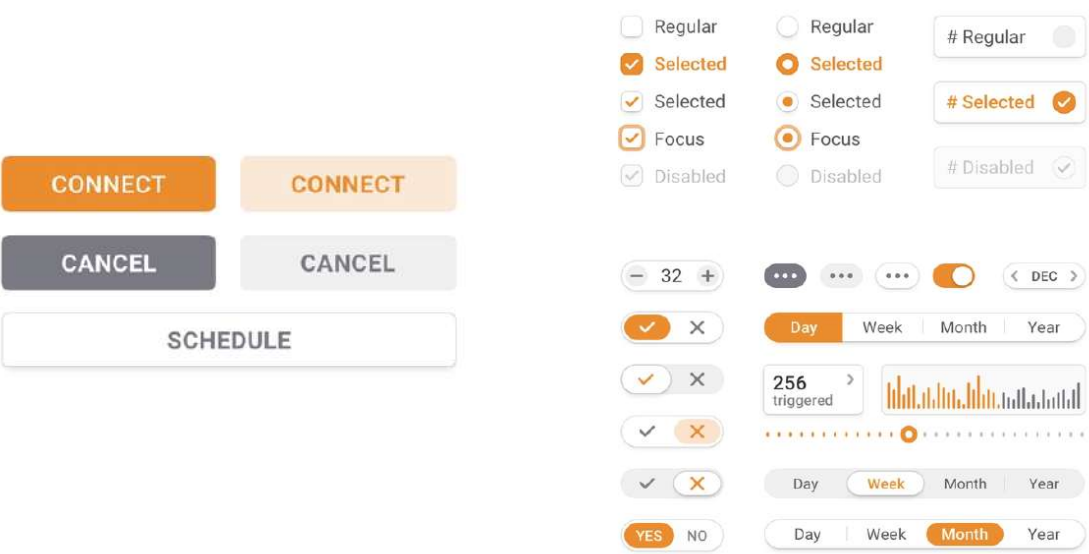 Regular
Selected
Selected
Focus
Disabled
Regular
Selected
Selected
Focus
Disabled
# Regular
# Selected
# Disabled
CONNECT
CONNECT
CANCEL
CANCEL
SCHEDULE
32
DEC
Day Week Month Year
256
triggered
Day Week Month Year
YES NO
Day Week Month Year